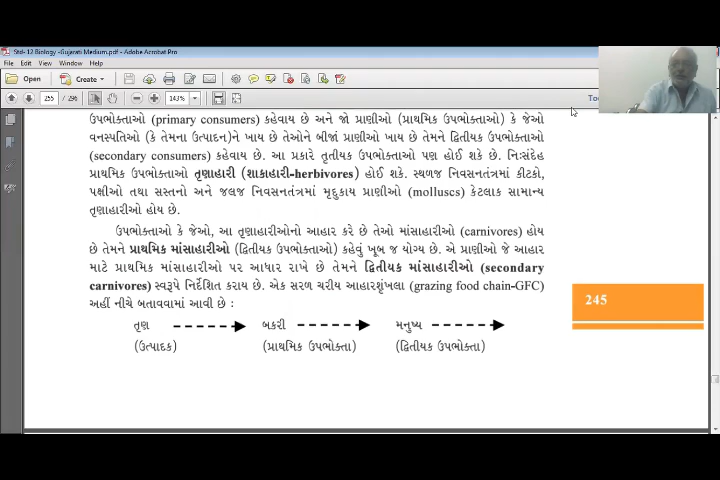 Std- 12 Biology -Gujarati Medium.pdf - Adobe Acrobat Pro
File Edit View Window Help
Open Create
255 / 296 143%
ઉપભોક્તાઓ (primary consumers) કહેવાય છે અને જો પ્રાણીઓ (પ્રાથમિક ઉપભોક્તાઓ) કે જેઓ
વનસ્પતિઓ (કે તેમના ઉત્પાદન)ને ખાય છે તેઓને બીજાં પ્રાણીઓ ખાય છે તેમને દ્વિતીયક ઉપભોક્તાઓ
(secondary consumers) કહેવાય છે. આ પ્રકારે તૃતીયક ઉપભોક્તાઓ પણ હોઈ શકે છે. નિઃસંદેહ
પ્રાથમિક ઉપભોક્તાઓ તૃણાહારી (શાકાહારી-herbivores) હોઈ શકે. સ્થળજ નિવસનતંત્રમાં કીટકો,
પક્ષીઓ તથા સસ્તનો અને જલજ નિવસનતંત્રમાં મૃદુકાય પ્રાણીઓ (molluscs) કેટલાક સામાન્ય
તૃણાહારીઓ હોય છે.
ઉપભોક્તાઓ કે જેઓ, આ તૃણાહારીઓનો આહાર કરે છે તેઓ માંસાહારીઓ (carnivores) હોય
છે તેમને પ્રાથમિક માંસાહારીઓ (દ્વિતીયક ઉપભોક્તાઓ) કહેવું ખૂબ જ યોગ્ય છે. એ પ્રાણીઓ જે આહાર
માટે પ્રાથમિક માંસાહારીઓ પર આધાર રાખે છે તેમને દ્વિતીયક માંસાહારીઓ (secondary
carnivores) સ્વરૂપે નિર્દેશિત કરાય છે. એક સરળ ચરીય આહારશૃંખલા (grazing food chain-GFC)
અહીં નીચે બતાવવામાં આવી છે :
તૃણ બકરી મનુષ્ય
(ઉત્પાદક) (પ્રાથમિક ઉપભોક્તા) (દ્વિતીયક ઉપભોક્તા)
245